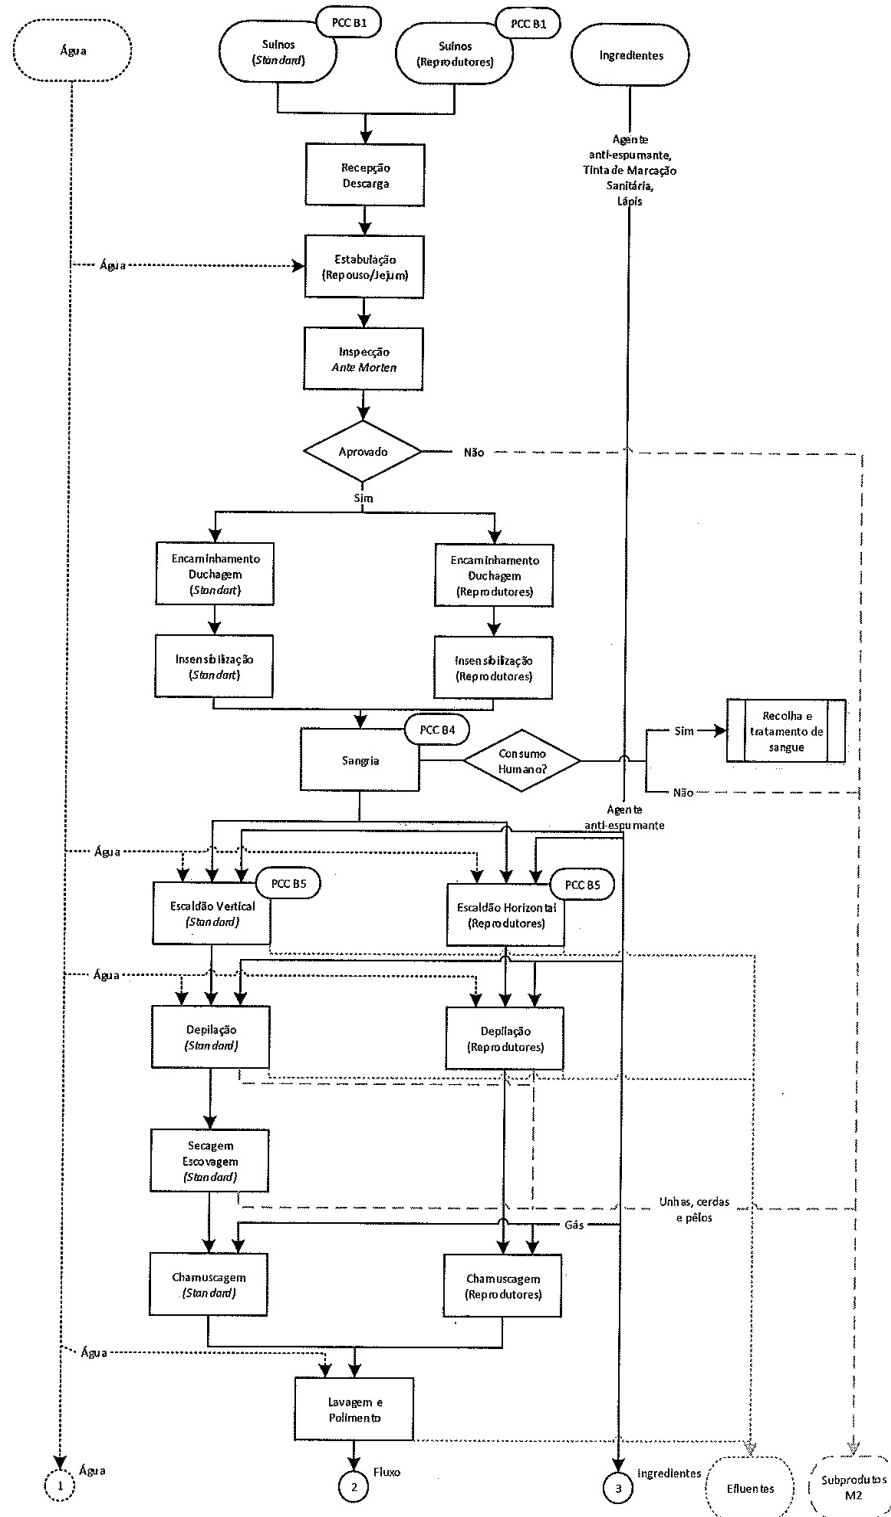 PCC B1
PCC B1
Água
Suínos
(Standard)
Suínos
(Reprodutores)
Ingredientes
Agente
anti-espumante,
Tinta de Marcação
Sanitária,
Lápis
Recepção
Descarga
Água
Estabulação
(Repouso/Jejum)
Inspecção
Ante Morten
Aprovado
Não
Sim
Encaminhamento
Duchagem
(Standart)
Encaminhamento
Duchagem
(Reprodutores)
Insensibilização
(Standart)
Insensibilização
(Reprodutores)
PCC B4
Sangria
Consumo
Humano?
Sim
Recolha e
tratamento de
sangue
Não
Agente
anti-espumante
Água
PCC B5
PCC B5
Escaldão Vertical
(Standard)
Escaldão Horizontal
(Reprodutores)
Água
Depilação
(Standard)
Depilação
(Reprodutores)
Secagem
Escovagem
(Standard)
Unhas, cerdas
e pêlos
Gás
Chamuscagem
(Standard)
Chamuscagem
(Reprodutores)
Água
Lavagem e
Polimento
1
Água
2
Fluxo
3
Ingredientes
Efluentes
Subprodutos
M2